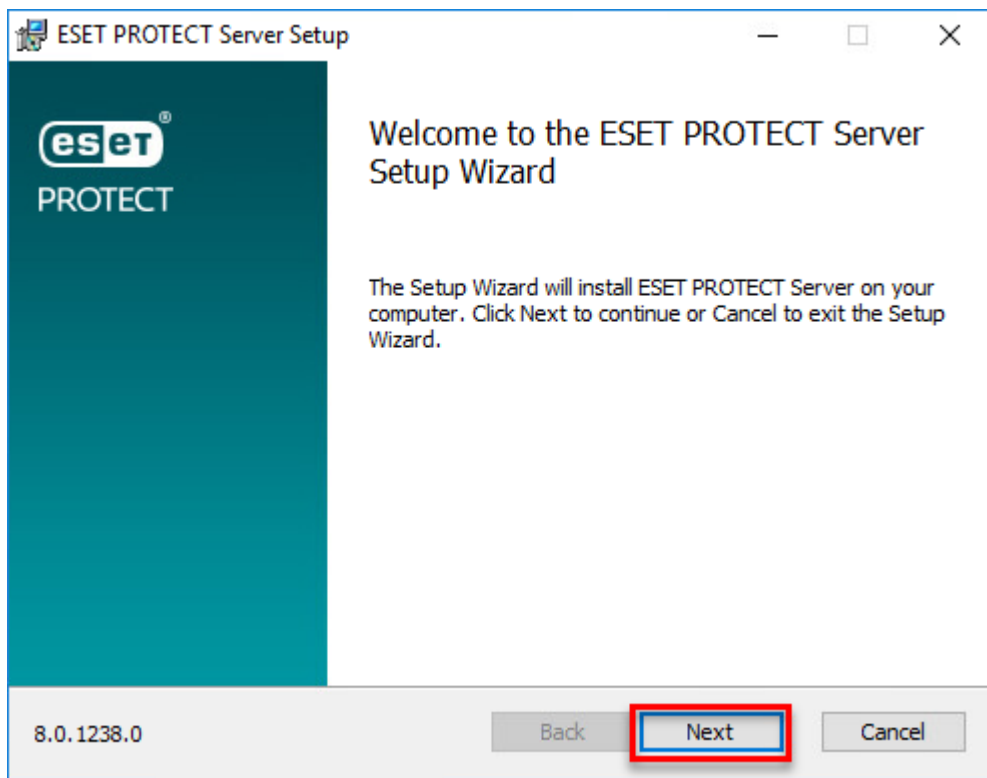 ESET PROTECT Server Setup
eset®
PROTECT
Welcome to the ESET PROTECT Server
Setup Wizard
The Setup Wizard will install ESET PROTECT Server on your
computer. Click Next to continue or Cancel to exit the Setup
Wizard.
8.0.1238.0
Back
Next
Cancel